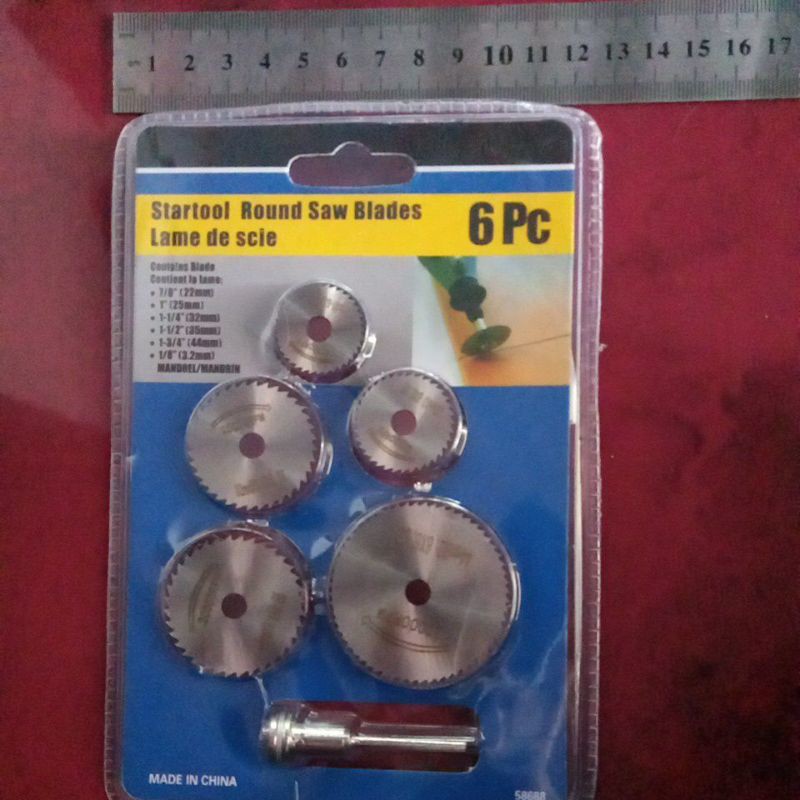 1 2 3 4 5 6 7 8 9 10 11 12 13 14 15 16 17
Startool Round Saw Blades
Lame de scie
6 Pc
Contains Blade
Contient la lame:
• 7/8" (22mm)
• 1" (25mm)
• 1-1/4" (32mm)
• 1-1/2" (35mm)
• 1-3/4" (44mm)
• 1/8" (3.2mm)
MANDREL/MANDRIN
MADE IN CHINA
58688